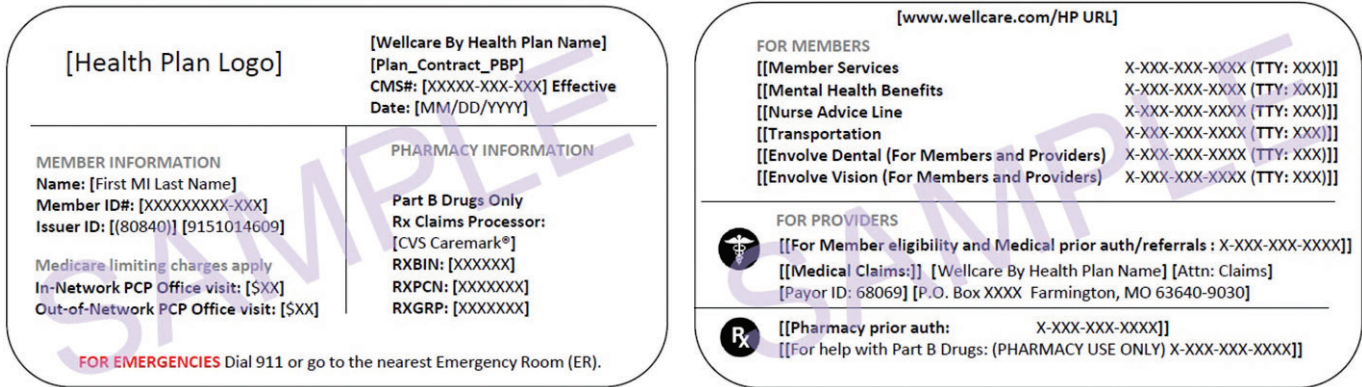 [Health Plan Logo]
[Wellcare By Health Plan Name]
[Plan_Contract_PBP]
CMS#: [XXXXX-XXX-XXX] Effective
Date: [MM/DD/YYYY]
MEMBER INFORMATION
Name: [First MI Last Name]
Member ID#: [XXXXXXXXX-XXX]
Issuer ID: [(80840)] [9151014609]
Medicare limiting charges apply
In-Network PCP Office visit: [$XX]
Out-of-Network PCP Office visit: [$XX]
PHARMACY INFORMATION
Part B Drugs Only
Rx Claims Processor:
[CVS Caremark®]
RXBIN: [XXXXXX]
RXPCN: [XXXXXXX]
RXGRP: [XXXXXXX]
FOR EMERGENCIES Dial 911 or go to the nearest Emergency Room (ER).
SAMPLE
[www.wellcare.com/HP URL]
FOR MEMBERS
[[Member Services X-XXX-XXX-XXXX (TTY: XXX)]]
[[Mental Health Benefits X-XXX-XXX-XXXX (TTY: XXX)]]
[[Nurse Advice Line X-XXX-XXX-XXXX (TTY: XXX)]]
[[Transportation X-XXX-XXX-XXXX (TTY: XXX)]]
[[Envolve Dental (For Members and Providers) X-XXX-XXX-XXXX (TTY: XXX)]]
[[Envolve Vision (For Members and Providers) X-XXX-XXX-XXXX (TTY: XXX)]]
FOR PROVIDERS
[[For Member eligibility and Medical prior auth/referrals : X-XXX-XXX-XXXX]]
[[Medical Claims:]] [Wellcare By Health Plan Name] [Attn: Claims]
[Payor ID: 68069] [P.O. Box XXXX Farmington, MO 63640-9030]
Rx
[[Pharmacy prior auth: X-XXX-XXX-XXXX]]
[[For help with Part B Drugs: (PHARMACY USE ONLY) X-XXX-XXX-XXXX]]
SAMPLE